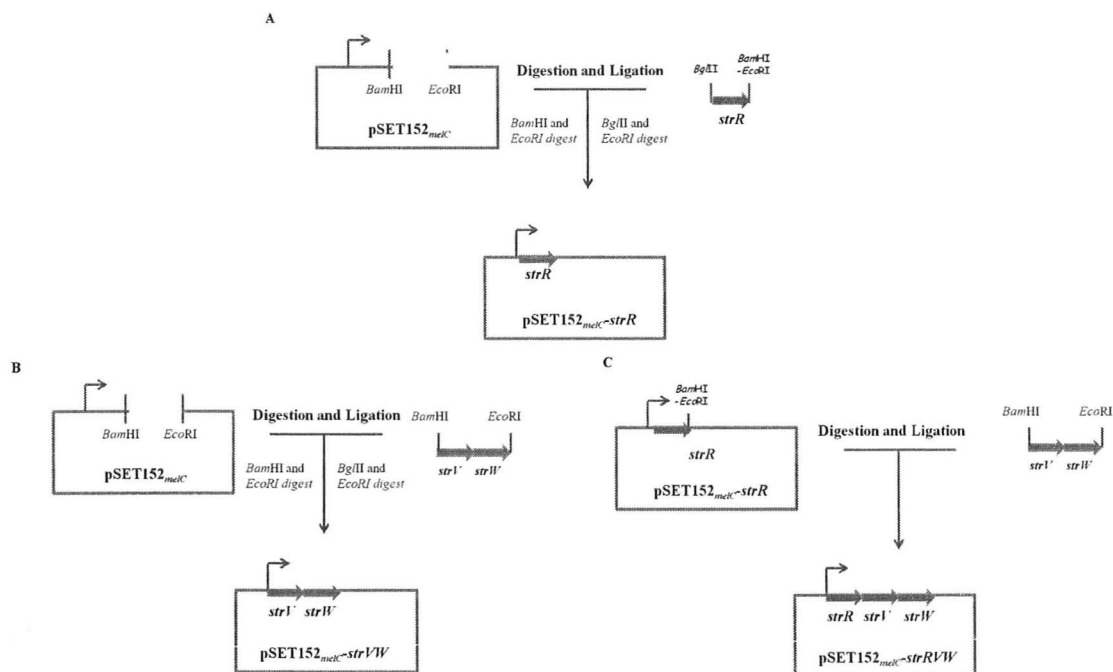 A
Digestion and Ligation
BglII
BamHI
-EcoRI
strR
BamHI
EcoRI
pSET152melC
BamHI and
EcoRI digest
BglII and
EcoRI digest
strR
pSET152melC-strR
B
BamHI
EcoRI
pSET152melC
Digestion and Ligation
BamHI and
EcoRI digest
BglII and
EcoRI digest
BamHI
EcoRI
strV
strW
strV
strW
pSET152melC-strVW
C
BamHI
-EcoRI
strR
pSET152melC-strR
Digestion and Ligation
BamHI
EcoRI
strV
strW
strR
strV
strW
pSET152melC-strRVW